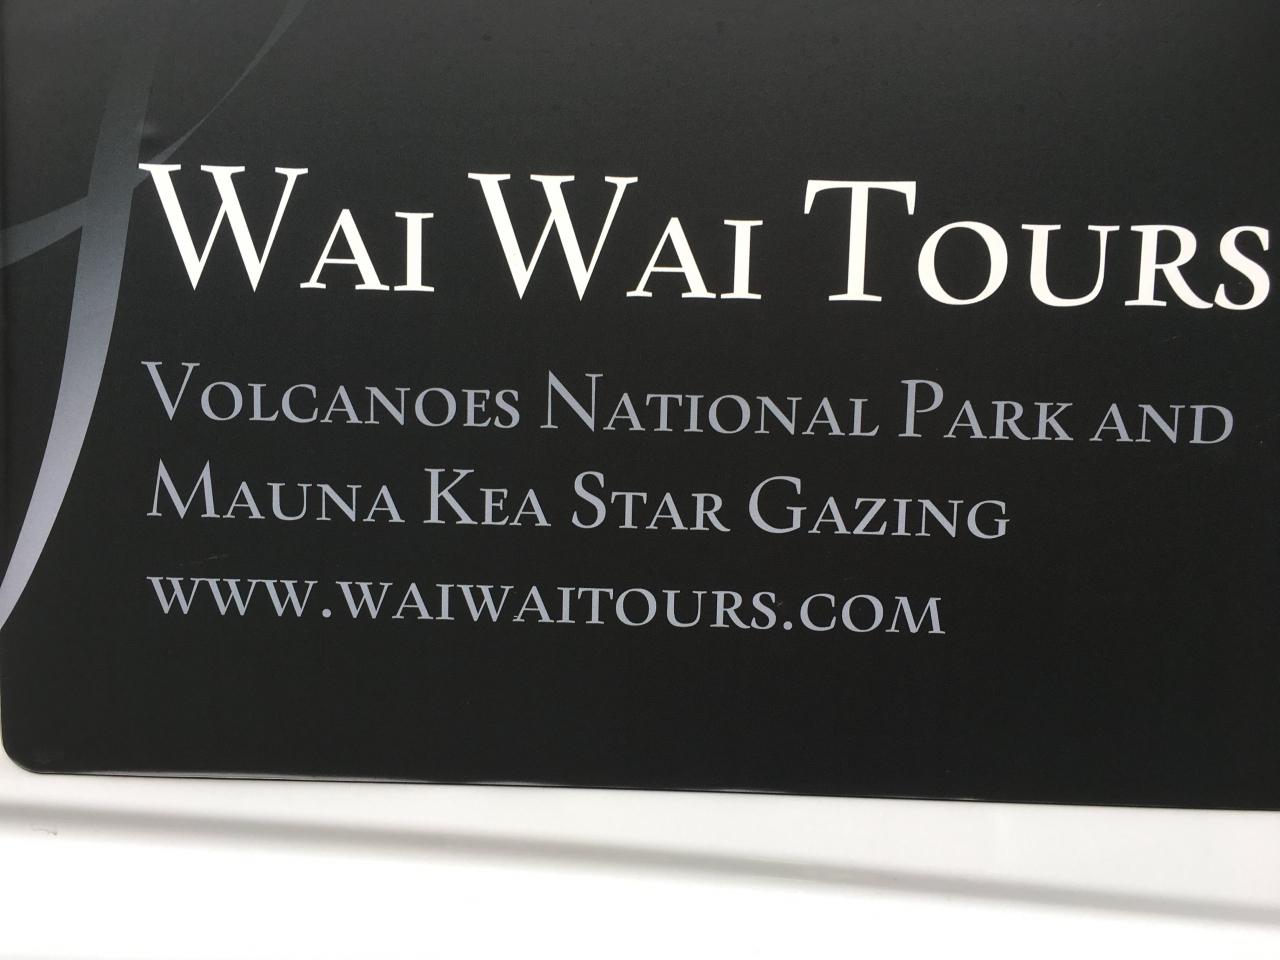 Wai Wai Tours
Volcanoes National Park and
Mauna Kea Star Gazing
www.waiwaitours.com